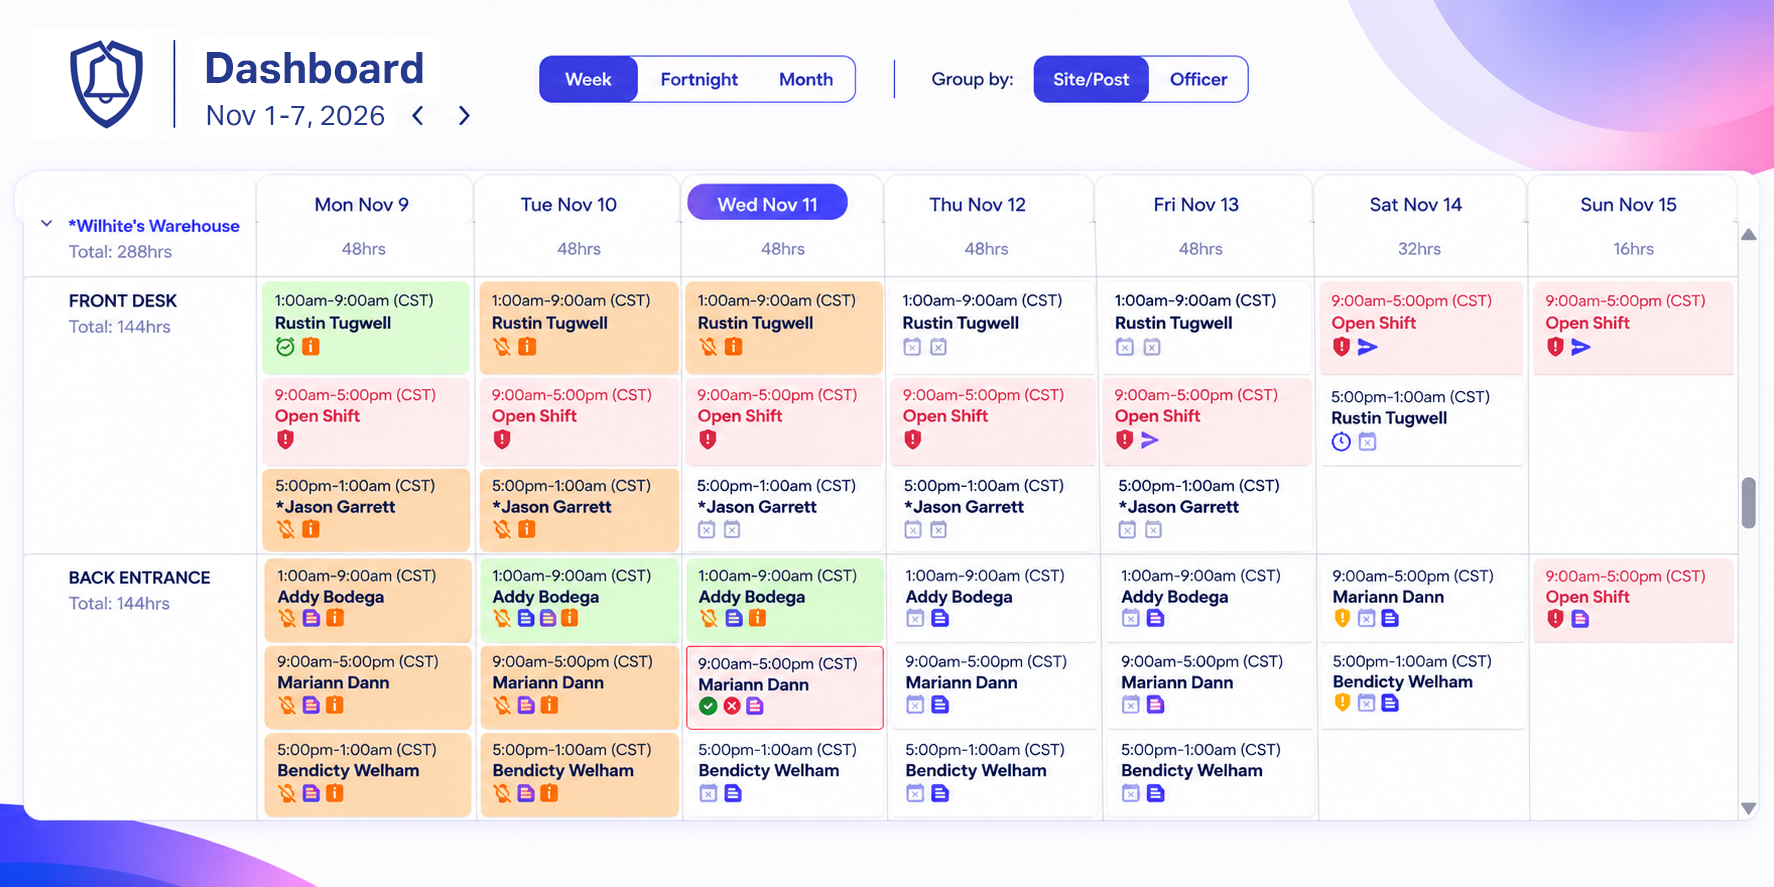 Dashboard
Nov 1-7, 2026
Week Fortnight Month
Group by: Site/Post Officer
*Wilhite's Warehouse
Total: 288hrs
Mon Nov 9 Tue Nov 10 Wed Nov 11 Thu Nov 12 Fri Nov 13 Sat Nov 14 Sun Nov 15
48hrs 48hrs 48hrs 48hrs 48hrs 32hrs 16hrs
FRONT DESK
Total: 144hrs
1:00am-9:00am (CST) 1:00am-9:00am (CST) 1:00am-9:00am (CST) 1:00am-9:00am (CST) 1:00am-9:00am (CST) 9:00am-5:00pm (CST) 9:00am-5:00pm (CST)
Rustin Tugwell Rustin Tugwell Rustin Tugwell Rustin Tugwell Rustin Tugwell Open Shift Open Shift
9:00am-5:00pm (CST) 9:00am-5:00pm (CST) 9:00am-5:00pm (CST) 9:00am-5:00pm (CST) 9:00am-5:00pm (CST) 5:00pm-1:00am (CST)
Open Shift Open Shift Open Shift Open Shift Open Shift Rustin Tugwell
5:00pm-1:00am (CST) 5:00pm-1:00am (CST) 5:00pm-1:00am (CST) 5:00pm-1:00am (CST) 5:00pm-1:00am (CST)
*Jason Garrett *Jason Garrett *Jason Garrett *Jason Garrett *Jason Garrett
BACK ENTRANCE
Total: 144hrs
1:00am-9:00am (CST) 1:00am-9:00am (CST) 1:00am-9:00am (CST) 1:00am-9:00am (CST) 1:00am-9:00am (CST) 9:00am-5:00pm (CST) 9:00am-5:00pm (CST)
Addy Bodega Addy Bodega Addy Bodega Addy Bodega Addy Bodega Mariann Dann Open Shift
9:00am-5:00pm (CST) 9:00am-5:00pm (CST) 9:00am-5:00pm (CST) 9:00am-5:00pm (CST) 9:00am-5:00pm (CST) 5:00pm-1:00am (CST)
Mariann Dann Mariann Dann Mariann Dann Mariann Dann Mariann Dann Bendicty Welham
5:00pm-1:00am (CST) 5:00pm-1:00am (CST) 5:00pm-1:00am (CST) 5:00pm-1:00am (CST) 5:00pm-1:00am (CST)
Bendicty Welham Bendicty Welham Bendicty Welham Bendicty Welham Bendicty Welham